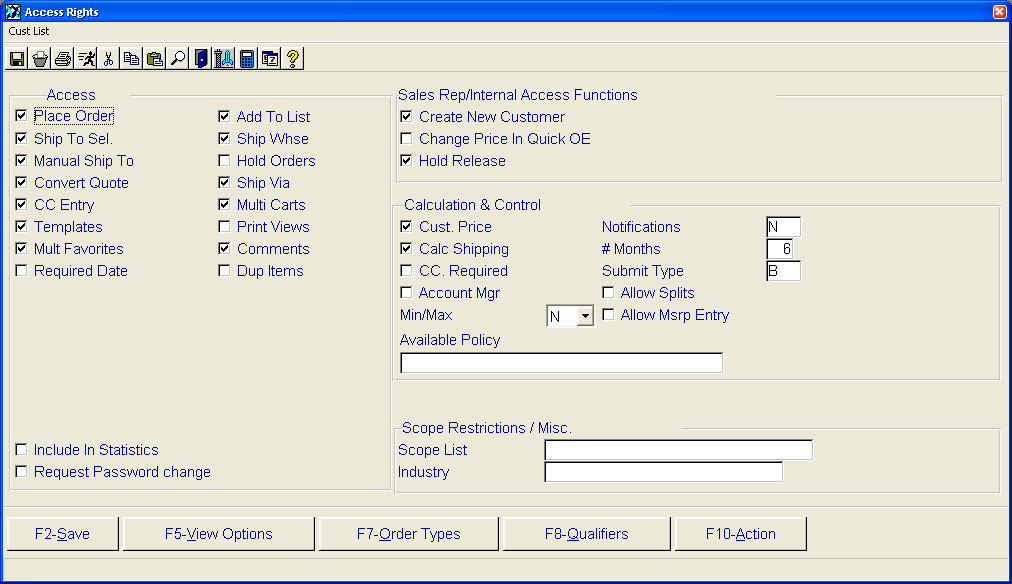 Access Rights
Cust List
Access
Place Order
Ship To Sel.
Manual Ship To
Convert Quote
CC Entry
Templates
Mult Favorites
Required Date
Add To List
Ship Whse
Hold Orders
Ship Via
Multi Carts
Print Views
Comments
Dup Items
Include In Statistics
Request Password change
Sales Rep/Internal Access Functions
Create New Customer
Change Price In Quick OE
Hold Release
Calculation & Control
Cust. Price
Calc Shipping
CC. Required
Account Mgr
Min/Max N
Notifications N
# Months 6
Submit Type B
Allow Splits
Allow Msrp Entry
Available Policy
Scope Restrictions / Misc.
Scope List
Industry
F2-Save
F5-View Options
F7-Order Types
F8-Qualifiers
F10-Action